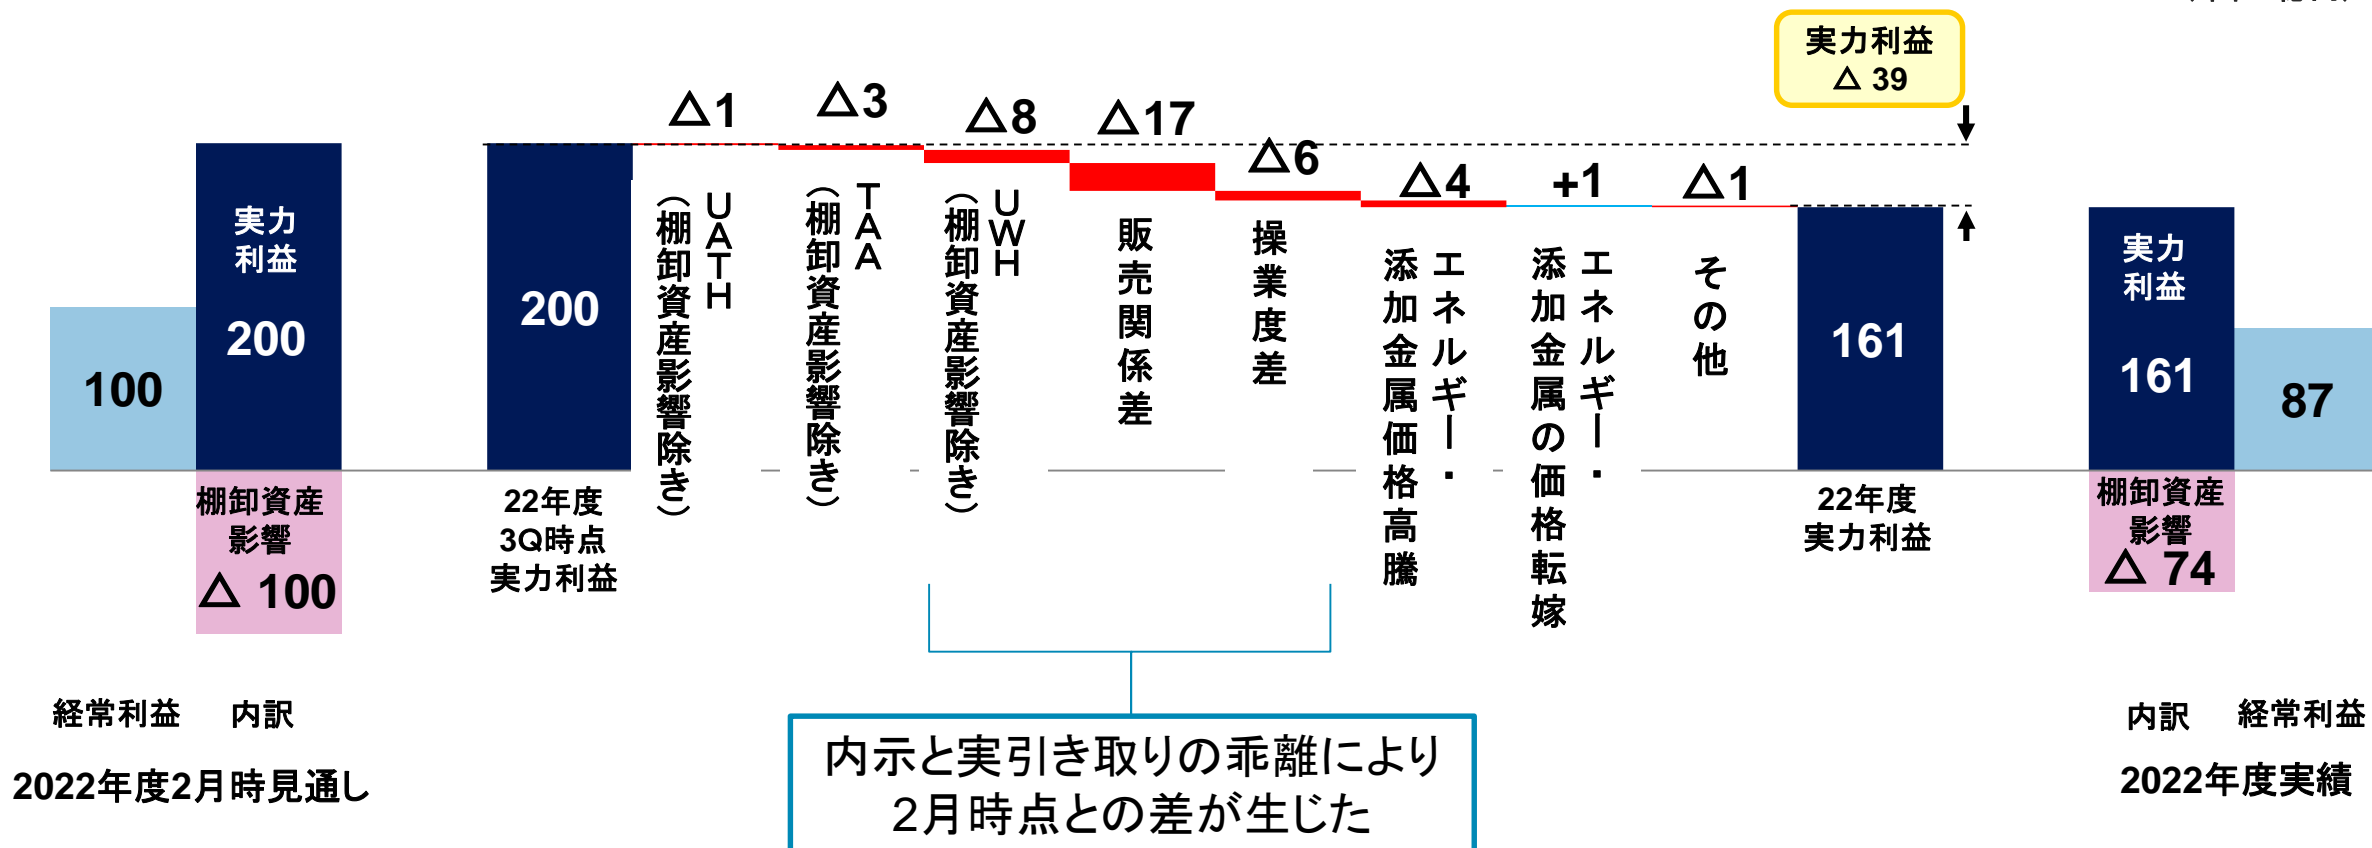 実力利益
△ 39
△1
△3
△8
△17
△6
△4
+1
△1
実力
利益
200
100
棚卸資産
影響
△ 100
200
22年度
3Q時点
実力利益
UATH
(棚卸資産影響除き)
TAA
(棚卸資産影響除き)
UWH
(棚卸資産影響除き)
販売関係差
操業度差
エネルギー・
添加金属価格高騰
エネルギー・
添加金属の価格転嫁
その他
161
22年度
実力利益
実力
利益
161
87
棚卸資産
影響
△ 74
経常利益
内訳
2022年度2月時見通し
内示と実引き取りの乖離により
2月時点との差が生じた
内訳
経常利益
2022年度実績